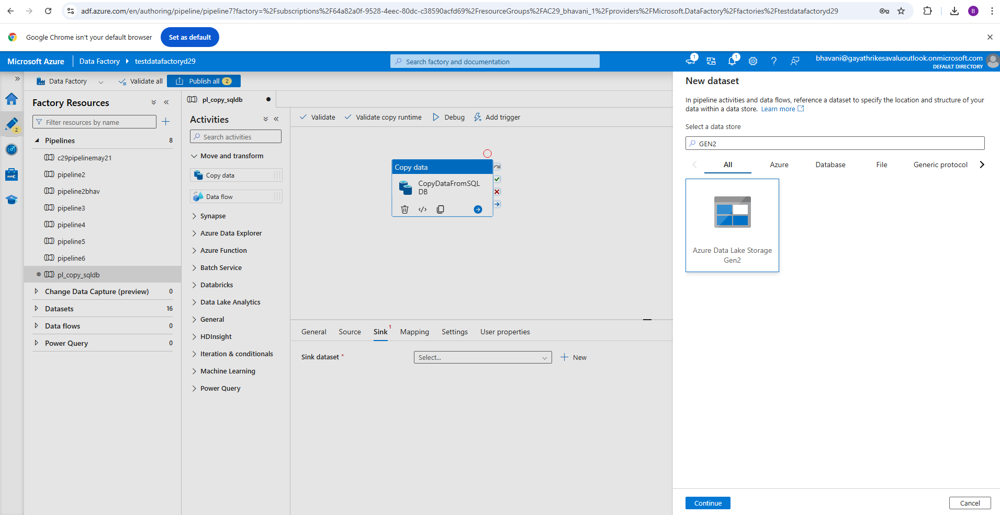 adf.azure.com/en/authoring/pipeline/pipeline7?factory=%2Fsubscriptions%2F64a82a0f-9528-4eec-80dc-c38590acfd69%2FresourceGroups%2FAC29_bhavani_1%2Fproviders%2FMicrosoft.DataFactory%2Ffactories%2Ftestdatafactoryd29
B
Google Chrome isn't your default browser
Set as default
Microsoft Azure
Data Factory
testdatafactoryd29
Search factory and documentation
1
1
bhavani@gayathrikesavaluoutlook.onmicrosoft.com
DEFAULT DIRECTORY
Data Factory
Validate all
Publish all 2
2
Factory Resources
Filter resources by name
Pipelines 8
c29pipelinemay21
pipeline2
pipeline2bhav
pipeline3
pipeline4
pipeline5
pipeline6
pl_copy_sqldb
Change Data Capture (preview) 0
Datasets 16
Data flows 0
Power Query 0
pl_copy_sqldb
Activities
Search activities
Move and transform
Copy data
Data flow
Synapse
Azure Data Explorer
Azure Function
Batch Service
Databricks
Data Lake Analytics
General
HDInsight
Iteration & conditionals
Machine Learning
Power Query
Validate
Validate copy runtime
Debug
Add trigger
Copy data
CopyDataFromSQL
DB
General
Source
Sink 1
Mapping
Settings
User properties
Sink dataset *
Select...
New
New dataset
In pipeline activities and data flows, reference a dataset to specify the location and structure of your
data within a data store. Learn more
Select a data store
GEN2
All
Azure
Database
File
Generic protocol
Azure Data Lake Storage
Gen2
Continue
Cancel